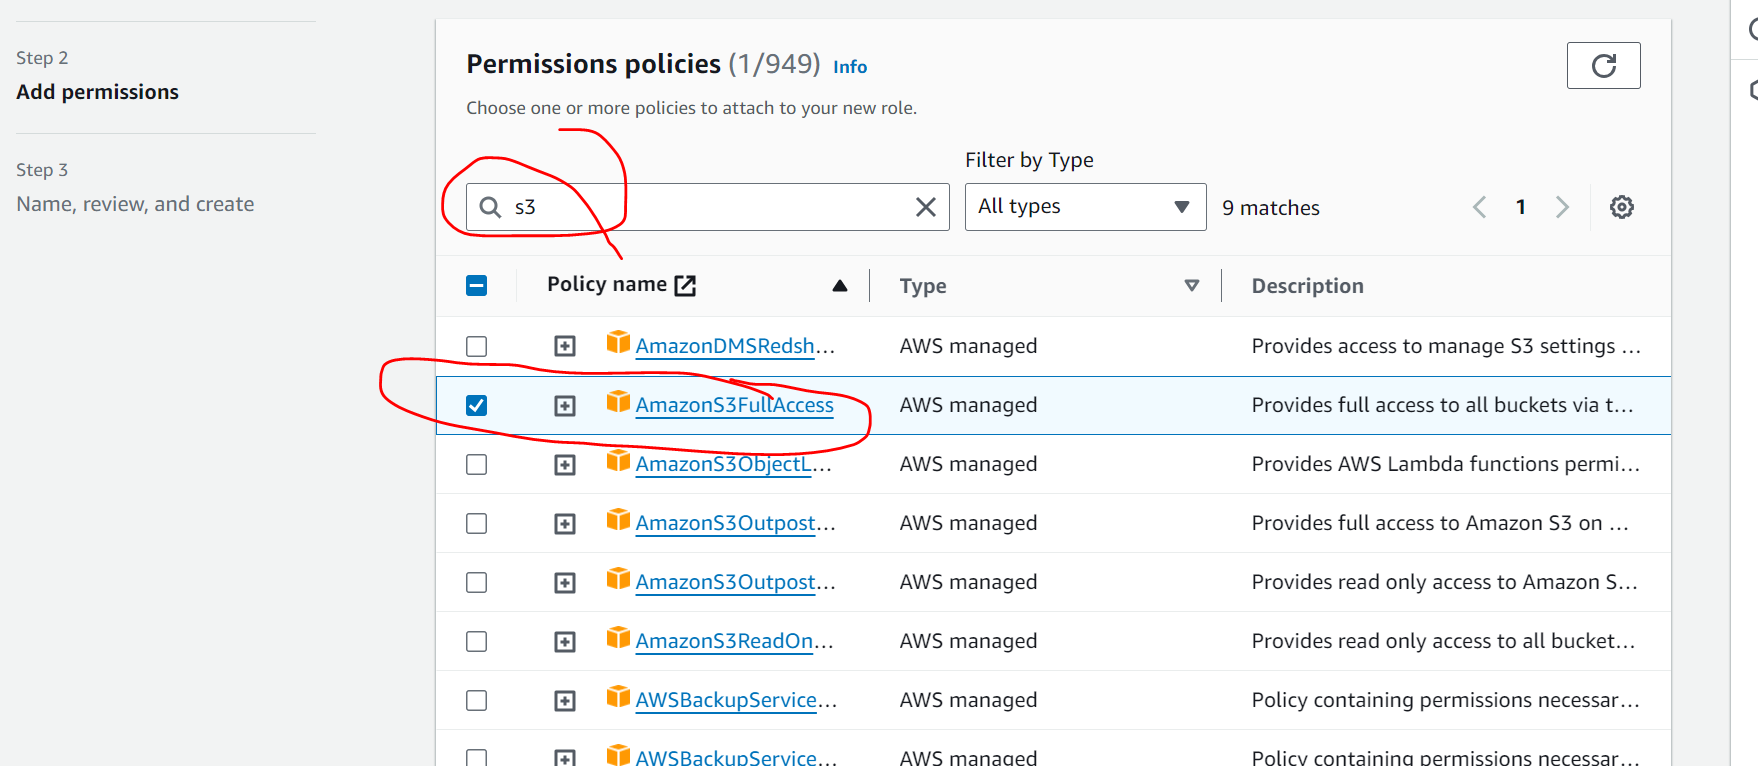 Step 2
Add permissions
Step 3
Name, review, and create
Permissions policies (1/949) Info
Choose one or more policies to attach to your new role.
Filter by Type
s3
All types
9 matches
1
Policy name
Type
Description
AmazonDMSRedsh... AWS managed Provides access to manage S3 settings ...
AmazonS3FullAccess AWS managed Provides full access to all buckets via t...
AmazonS3ObjectL... AWS managed Provides AWS Lambda functions permi...
AmazonS3Outpost... AWS managed Provides full access to Amazon S3 on ...
AmazonS3Outpost... AWS managed Provides read only access to Amazon S...
AmazonS3ReadOn... AWS managed Provides read only access to all bucket...
AWSBackupService... AWS managed Policy containing permissions necessar...
AWSBackupService... AWS managed Policy containing permissions necessar...